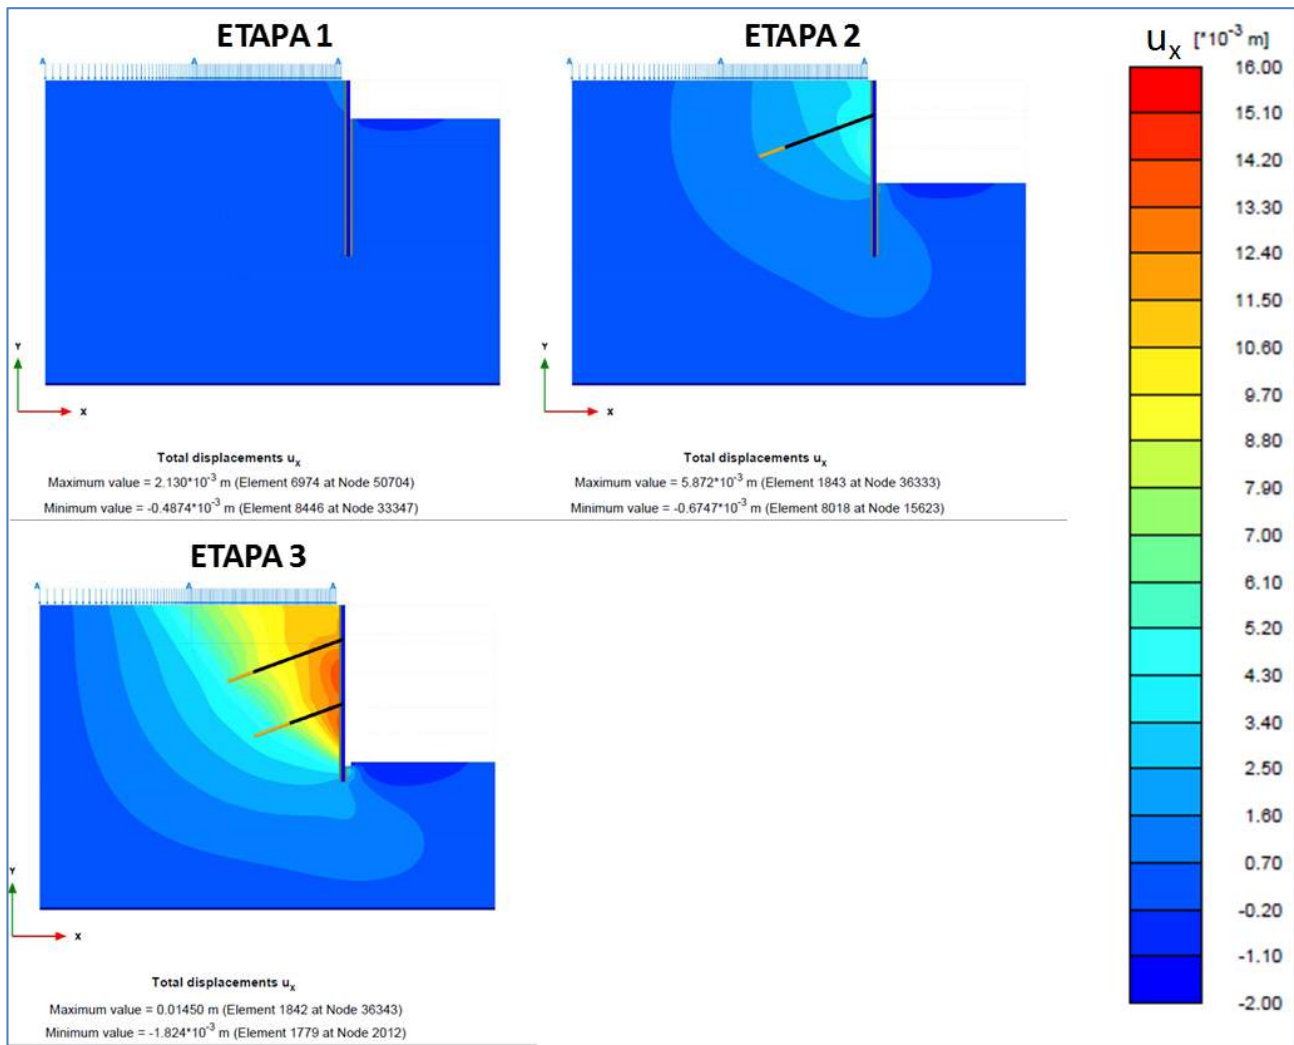 ETAPA 1
A A A
Y
X
Total displacements uₓ
Maximum value = 2.130*10⁻³ m (Element 6974 at Node 50704)
Minimum value = -0.4874*10⁻³ m (Element 8446 at Node 33347)
ETAPA 2
A A A
Y
X
Total displacements uₓ
Maximum value = 5.872*10⁻³ m (Element 1843 at Node 36333)
Minimum value = -0.6747*10⁻³ m (Element 8018 at Node 15623)
ETAPA 3
A A A
Y
X
Total displacements uₓ
Maximum value = 0.01450 m (Element 1842 at Node 36343)
Minimum value = -1.824*10⁻³ m (Element 1779 at Node 2012)
uₓ [*10⁻³ m]
16.00
15.10
14.20
13.30
12.40
11.50
10.60
9.70
8.80
7.90
7.00
6.10
5.20
4.30
3.40
2.50
1.60
0.70
-0.20
-1.10
-2.00